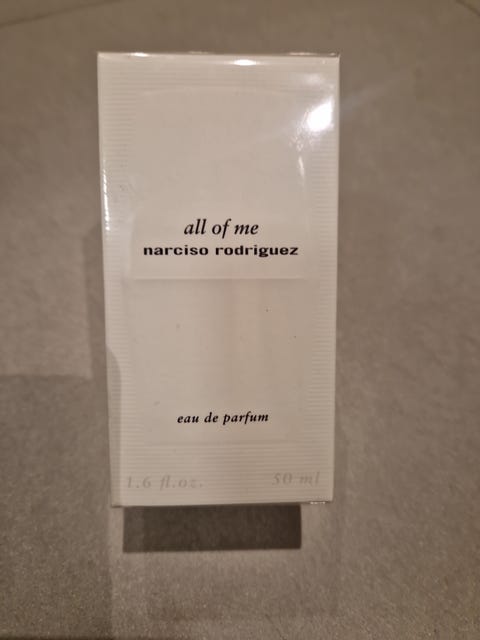 all of me
narciso rodriguez
eau de parfum
1.6 fl.oz. 50 ml